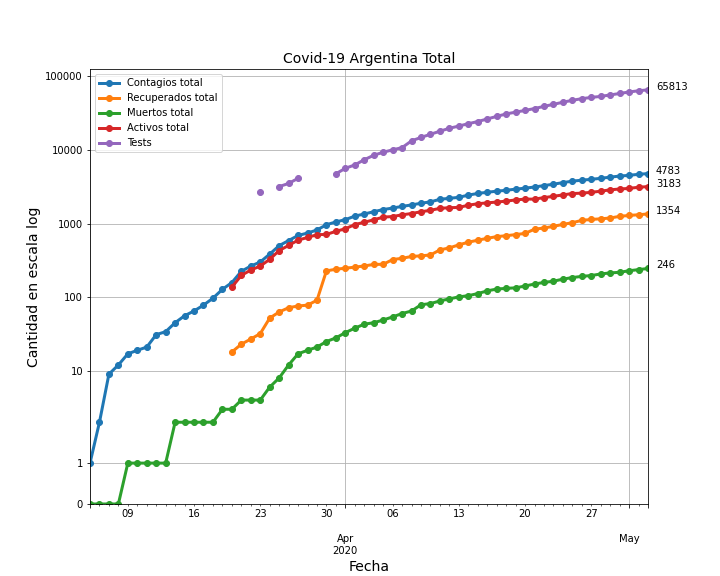 Covid-19 Argentina Total
Contagios total
Recuperados total
Muertos total
Activos total
Tests
100000
10000
1000
100
10
1
0
Cantidad en escala log
65813
4783
3183
1354
246
09 16 23 30 06 13 20 27
Apr May
2020
Fecha